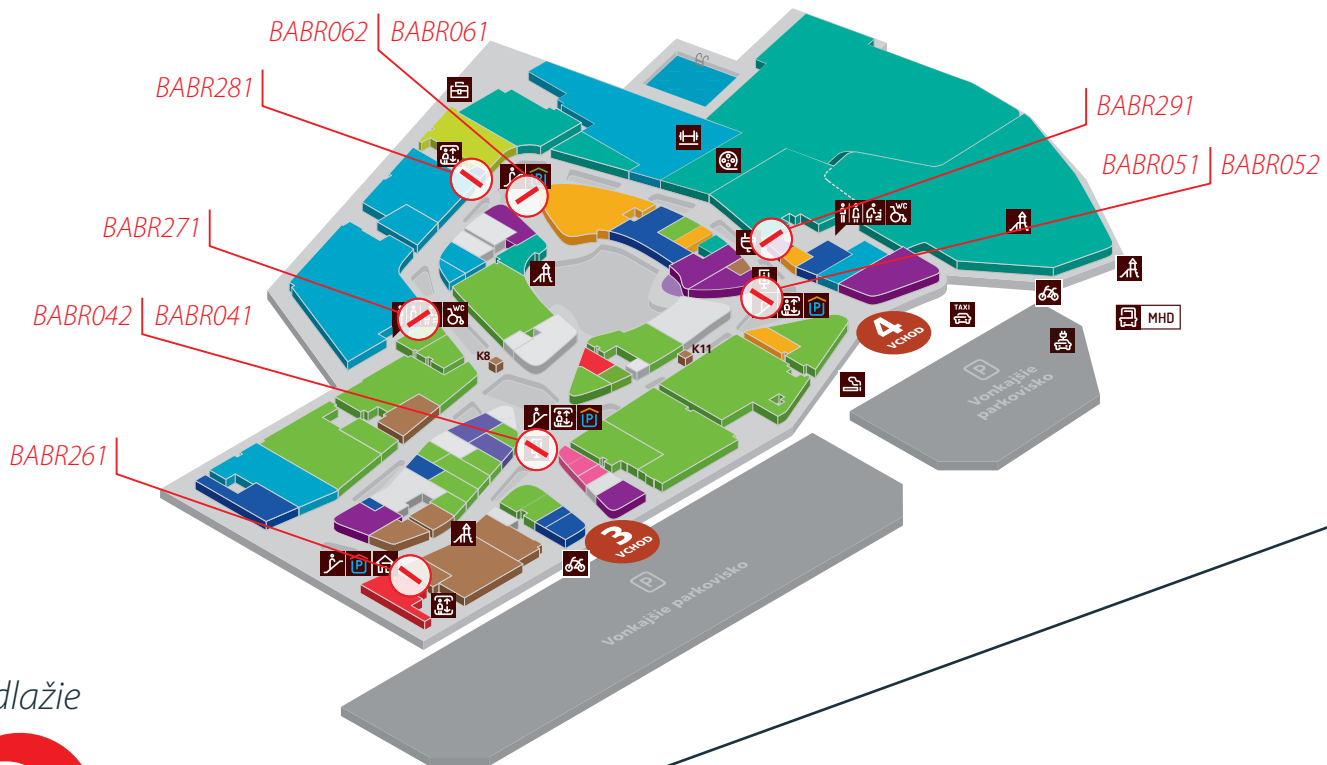 BABR062 BABR061
BABR281
BABR291
BABR051 BABR052
WC
BABR271
WC
BABR042 BABR041
TAXI
MHD
4
VCHOD
K8
K11
P
Vonkajšie
parkovisko
P
BABR261
3
VCHOD
P
P
Vonkajšie parkovisko
dlažie